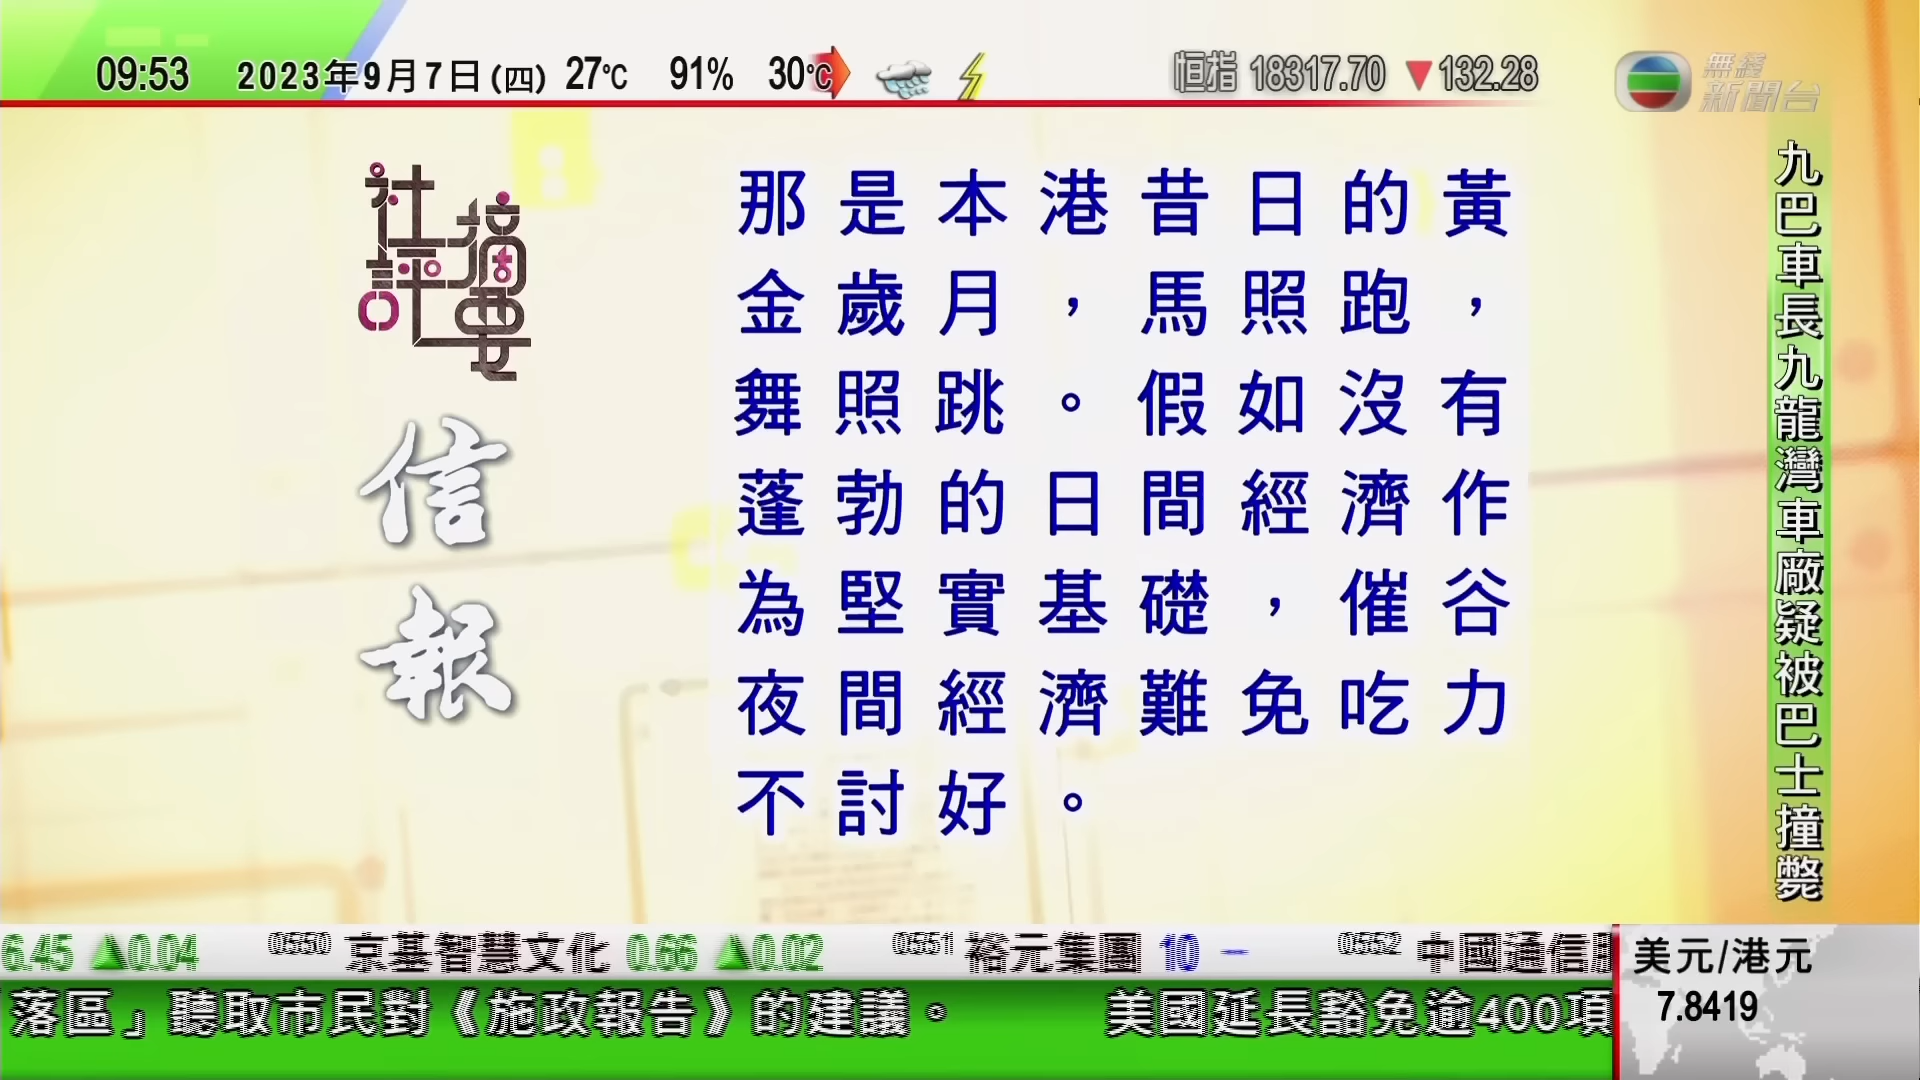 09:53 2023年9月7日(四) 27℃ 91% 30℃ 恒指 18317.70 ▼132.28
無綫
新聞台
社評摘要
信報
那是本港昔日的黃
金歲月，馬照跑，
舞照跳。假如沒有
蓬勃的日間經濟作
為堅實基礎，催谷
夜間經濟難免吃力
不討好。
九巴車長九龍灣車廠疑被巴士撞斃
6.45 ▲0.04 0550 京基智慧文化 0.66 ▲0.02 0551 裕元集團 10 － 0552 中國通信服
落區」聽取市民對《施政報告》的建議。 美國延長豁免逾400項
美元/港元
7.8419